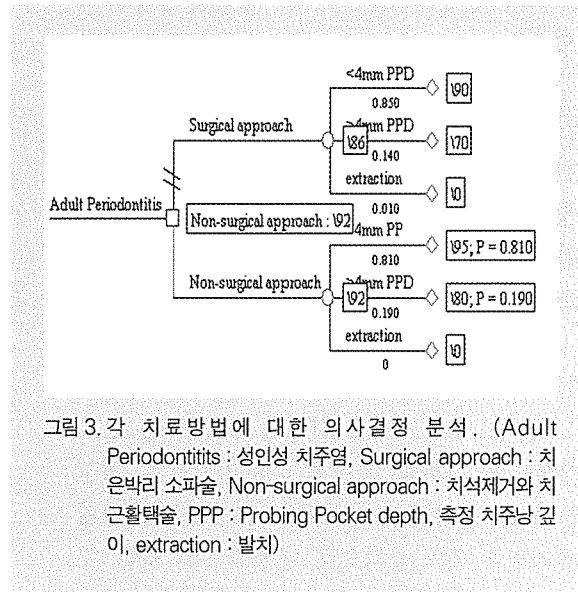 <4mm PPD
0.850
\90
Surgical approach
\86
>4mm PPD
0.140
\70
extraction
0.010
\0
Adult Periodontitis
Non-surgical approach : \92
4mm PP
0.810
\95; P = 0.810
Non-surgical approach
\92
>4mm PPD
0.190
\80; P = 0.190
extraction
0
\0
그림 3. 각 치료방법에 대한 의사결정 분석. (Adult
Periodontitits : 성인성 치주염, Surgical approach : 치
은박리 소파술, Non-surgical approach : 치석제거와 치
근활택술, PPP : Probing Pocket depth, 측정 치주낭 깊
이, extraction : 발치)